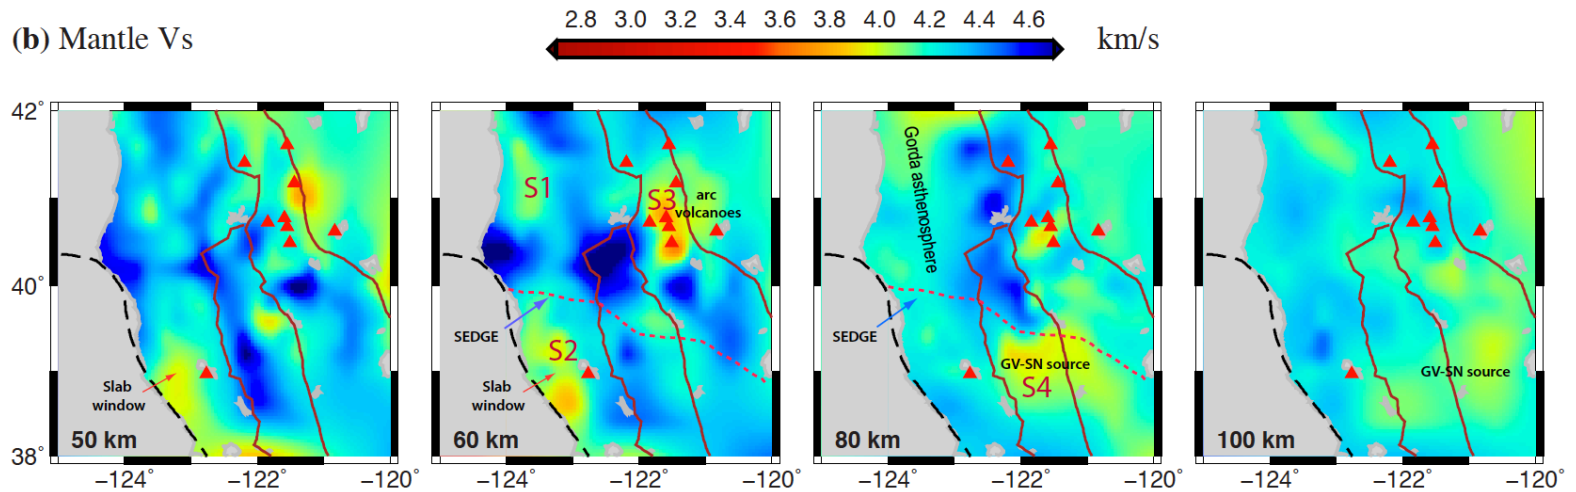 (b) Mantle Vs
2.8 3.0 3.2 3.4 3.6 3.8 4.0 4.2 4.4 4.6
km/s
42°
40°
38°
Slab
window
50 km
−124° −122° −120°
S1
S3
arc
volcanoes
SEDGE
S2
Slab
window
60 km
−124° −122° −120°
Gorda asthenosphere
SEDGE
GV-SN source
S4
80 km
−124° −122° −120°
GV-SN source
100 km
−124° −122° −120°